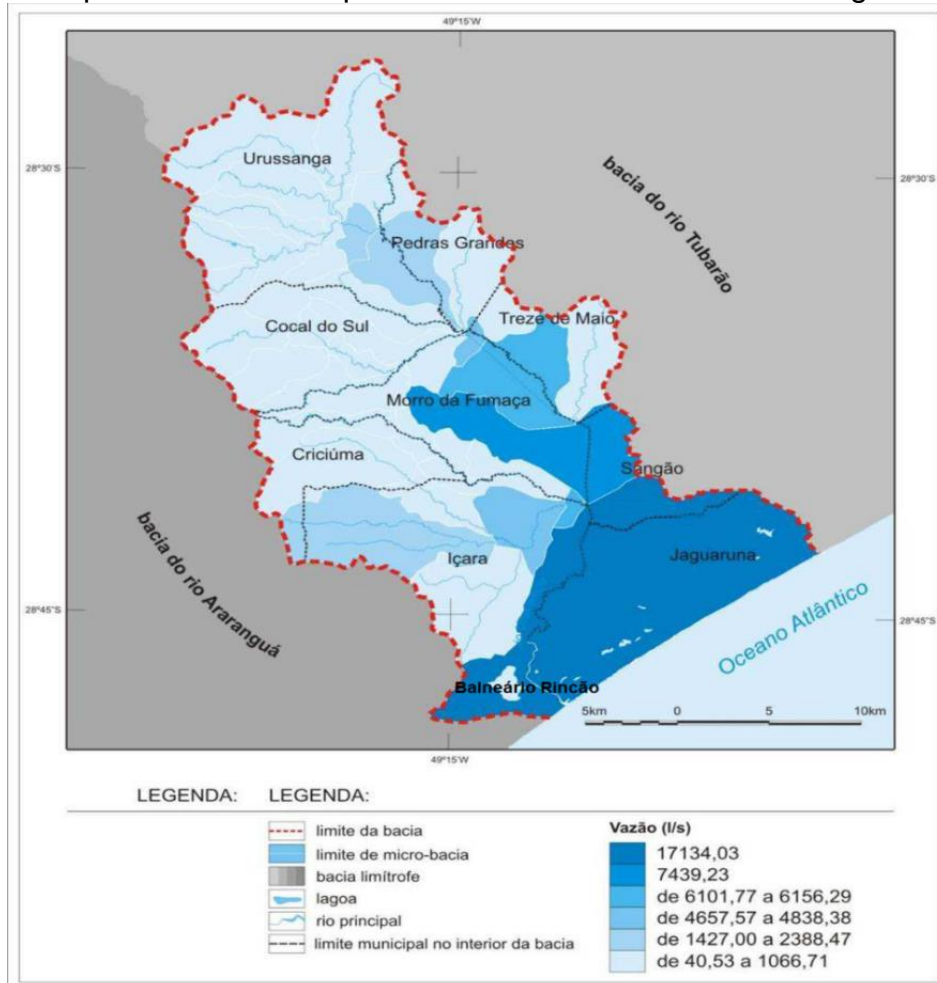 49°15'W
28°30'S
28°30'S
Urussanga
bacia do rio Tubarão
Pedras Grandes
Treze de Maio
Cocal do Sul
Morro da Fumaça
Criciúma
Sangão
Jaguaruna
Içara
bacia do rio Araranguá
28°45'S
28°45'S
Oceano Atlântico
Balneário Rincão
5km 0 5 10km
49°15'W
LEGENDA: LEGENDA:
limite da bacia
limite de micro-bacia
bacia limítrofe
lagoa
rio principal
limite municipal no interior da bacia
Vazão (l/s)
17134,03
7439,23
de 6101,77 a 6156,29
de 4657,57 a 4838,38
de 1427,00 a 2388,47
de 40,53 a 1066,71